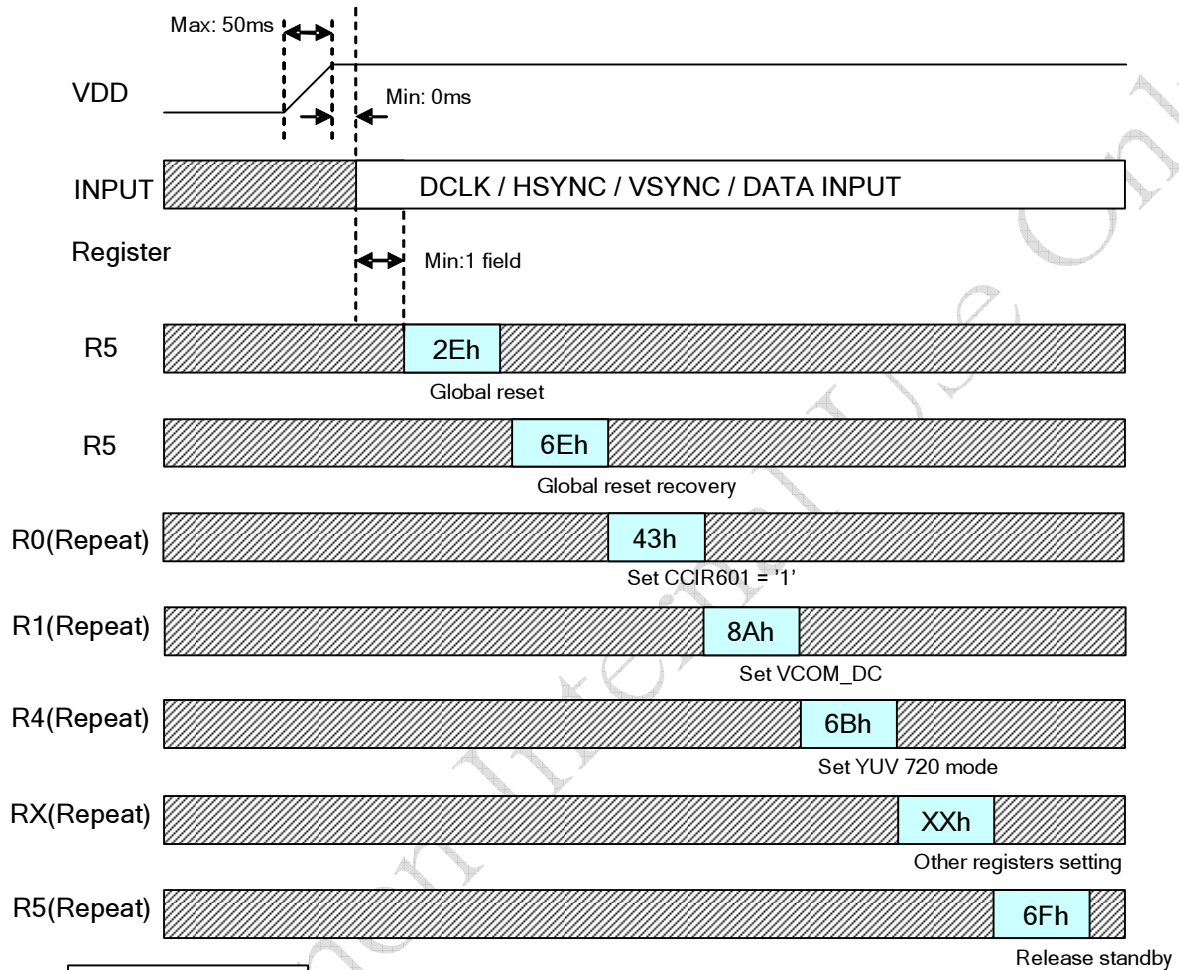 Max: 50ms
VDD
Min: 0ms
INPUT
DCLK / HSYNC / VSYNC / DATA INPUT
Register
Min:1 field
R5
2Eh
Global reset
R5
6Eh
Global reset recovery
R0(Repeat)
43h
Set CCIR601 = '1'
R1(Repeat)
8Ah
Set VCOM_DC
R4(Repeat)
6Bh
Set YUV 720 mode
RX(Repeat)
XXh
Other registers setting
R5(Repeat)
6Fh
Release standby
Internal Use